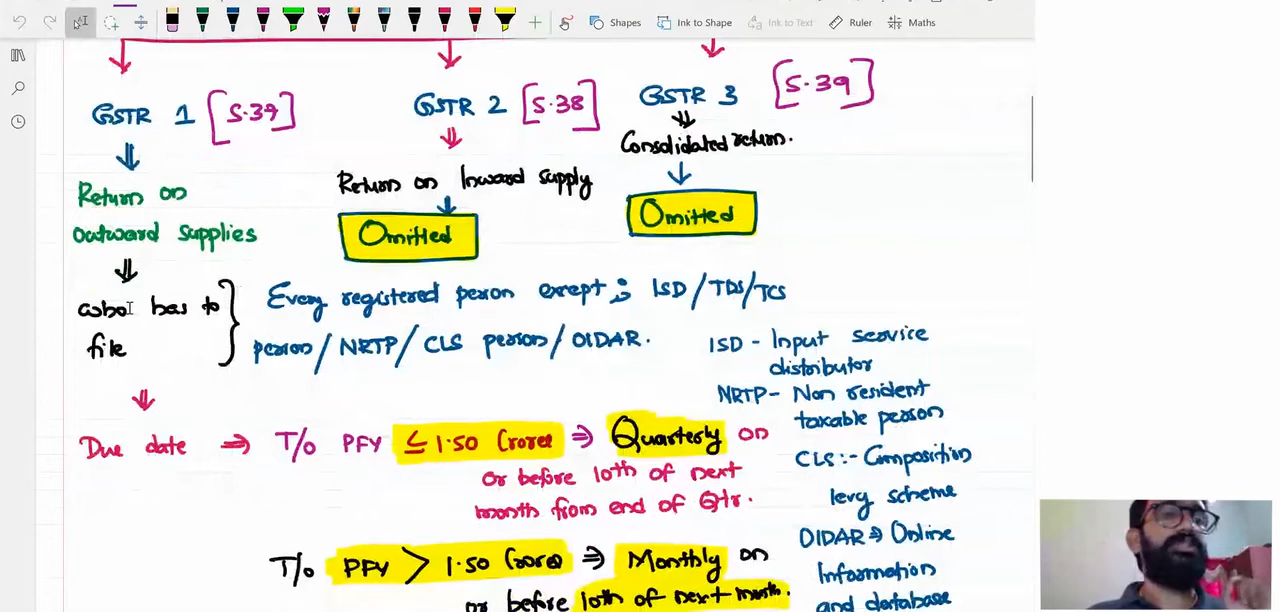 Shapes
Ink to Shape
Ink to Text
Ruler
Maths
GSTR 1 [S.37]
GSTR 2 [S.38]
GSTR 3 [S.39]
Consolidated return.
Return on
outward supplies
Return on Inward supply
Omitted
Omitted
who has to
file
Every registered person except ; ISD/TDS/TCS
person/ NRTP/ CLS person/ OIDAR.
ISD - Input service
distributor
NRTP - Non resident
taxable person
CLS :- Composition
levy scheme
OIDAR ⇒ Online
Information
and database
Due date ⇒ T/O PFY ≤ 1.50 Crores ⇒ Quarterly on
or before 10th of next
month from end of Qtr.
T/O PFY > 1.50 Crores ⇒ Monthly on
or before 10th of next month.